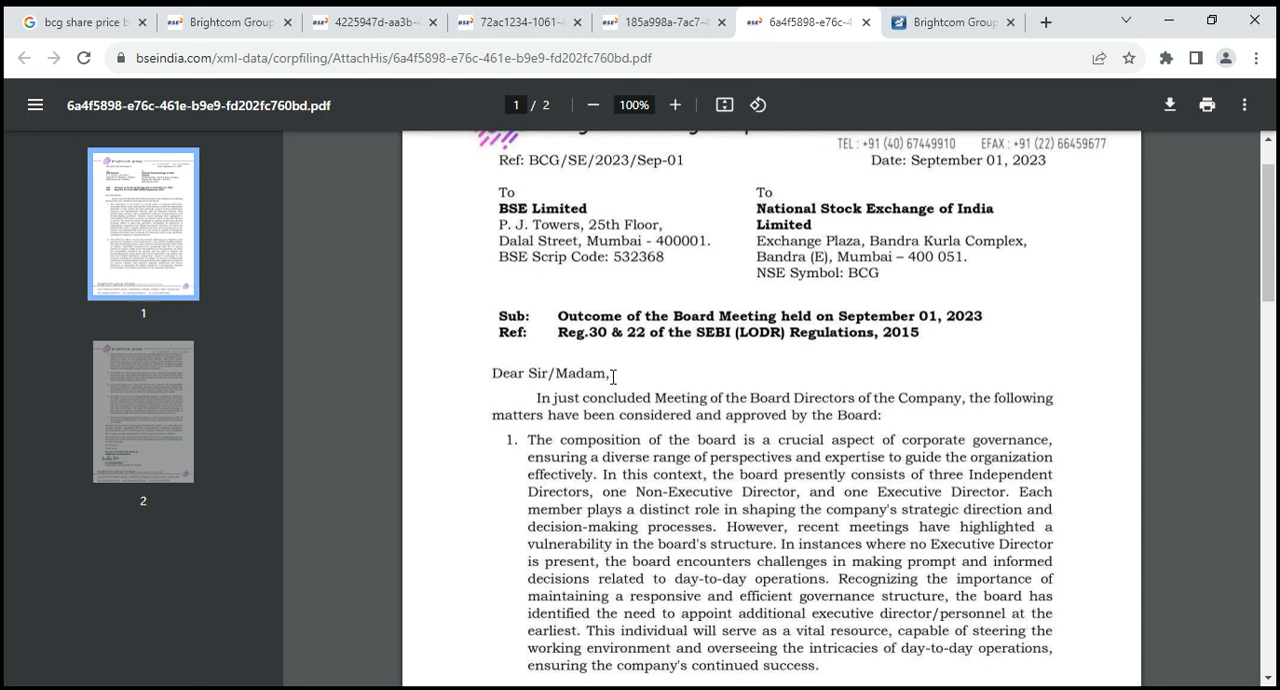 bcg share price b
Brightcom Group
4225947d-aa3b-4
72ac1234-1061-4
185a998a-7ac7-4
6a4f5898-e76c-4
Brightcom Group
bseindia.com/xml-data/corpfiling/AttachHis/6a4f5898-e76c-461e-b9e9-fd202fc760bd.pdf
6a4f5898-e76c-461e-b9e9-fd202fc760bd.pdf
1 / 2
100%
TEL : +91 (40) 67449910 EFAX : +91 (22) 66459677
Ref: BCG/SE/2023/Sep-01 Date: September 01, 2023
To
BSE Limited
P. J. Towers, 25th Floor,
Dalal Street, Mumbai - 400001.
BSE Scrip Code: 532368
To
National Stock Exchange of India
Limited
Exchange Plaza, Bandra Kurla Complex,
Bandra (E), Mumbai – 400 051.
NSE Symbol: BCG
Sub: Outcome of the Board Meeting held on September 01, 2023
Ref: Reg.30 & 22 of the SEBI (LODR) Regulations, 2015
Dear Sir/Madam,
In just concluded Meeting of the Board Directors of the Company, the following
matters have been considered and approved by the Board:
1. The composition of the board is a crucial aspect of corporate governance,
ensuring a diverse range of perspectives and expertise to guide the organization
effectively. In this context, the board presently consists of three Independent
Directors, one Non-Executive Director, and one Executive Director. Each
member plays a distinct role in shaping the company's strategic direction and
decision-making processes. However, recent meetings have highlighted a
vulnerability in the board's structure. In instances where no Executive Director
is present, the board encounters challenges in making prompt and informed
decisions related to day-to-day operations. Recognizing the importance of
maintaining a responsive and efficient governance structure, the board has
identified the need to appoint additional executive director/personnel at the
earliest. This individual will serve as a vital resource, capable of steering the
working environment and overseeing the intricacies of day-to-day operations,
ensuring the company's continued success.
1
2